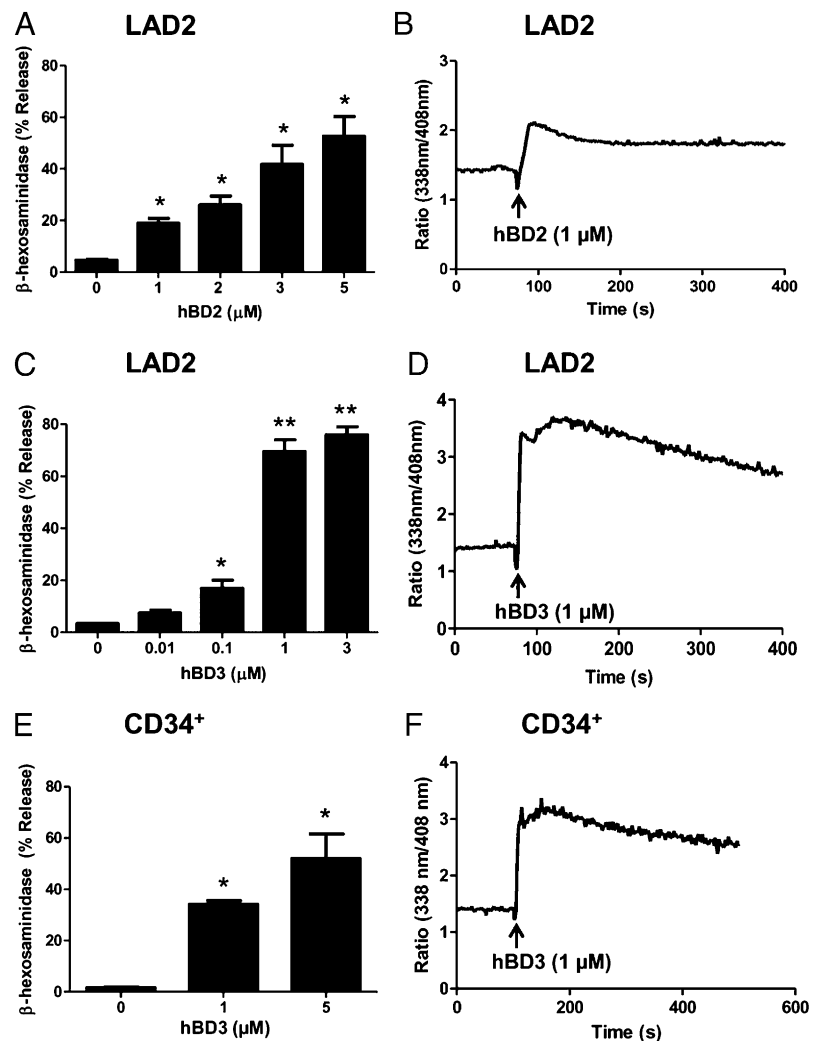 A
LAD2
β-hexosaminidase (% Release)
80
60
40
20
0
*
*
*
*
0 1 2 3 5
hBD2 (μM)
B
LAD2
Ratio (338nm/408nm)
3
2
1
0
hBD2 (1 μM)
0 100 200 300 400
Time (s)
C
LAD2
β-hexosaminidase (% Release)
80
60
40
20
0
*
**
**
0 0.01 0.1 1 3
hBD3 (μM)
D
LAD2
Ratio (338nm/408nm)
4
3
2
1
0
hBD3 (1 μM)
0 100 200 300 400
Time (s)
E
CD34+
β-hexosaminidase (% Release)
80
60
40
20
0
*
*
0 1 5
hBD3 (μM)
F
CD34+
Ratio (338 nm/408 nm)
4
3
2
1
0
hBD3 (1 μM)
0 200 400 600
Time (s)